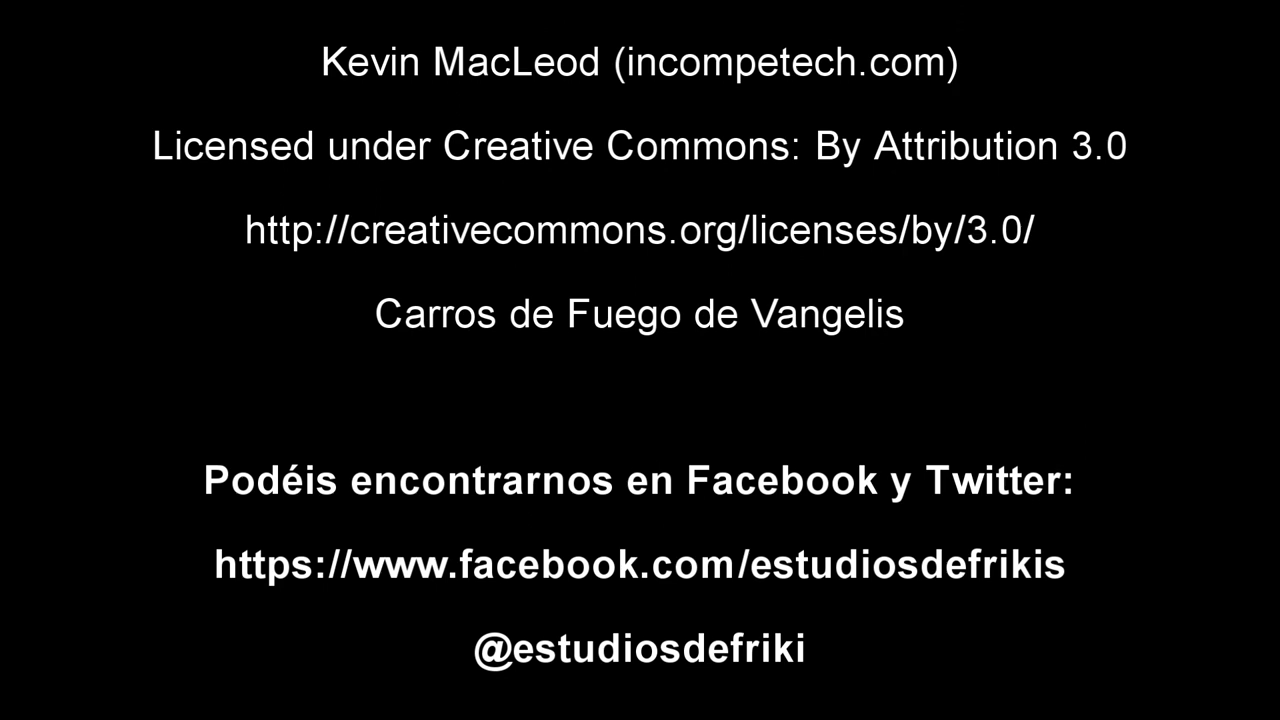 Kevin MacLeod (incompetech.com)
Licensed under Creative Commons: By Attribution 3.0
http://creativecommons.org/licenses/by/3.0/
Carros de Fuego de Vangelis
Podéis encontrarnos en Facebook y Twitter:
https://www.facebook.com/estudiosdefrikis
@estudiosdefriki